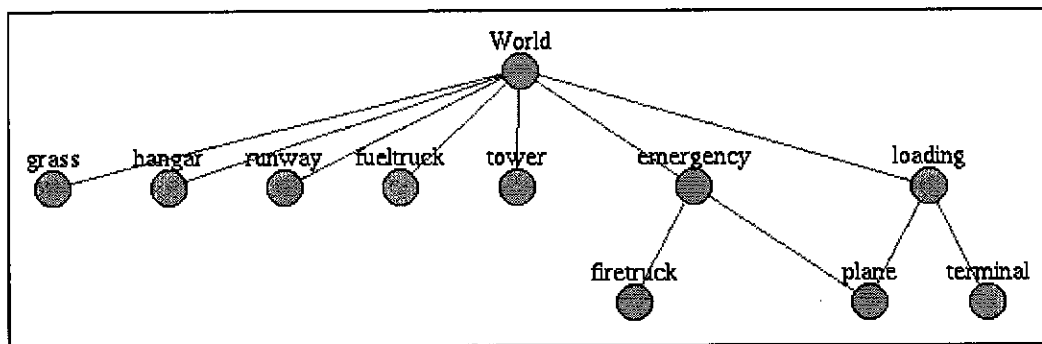 World
grass hangar runway fueltruck tower emergency loading
firetruck plane terminal